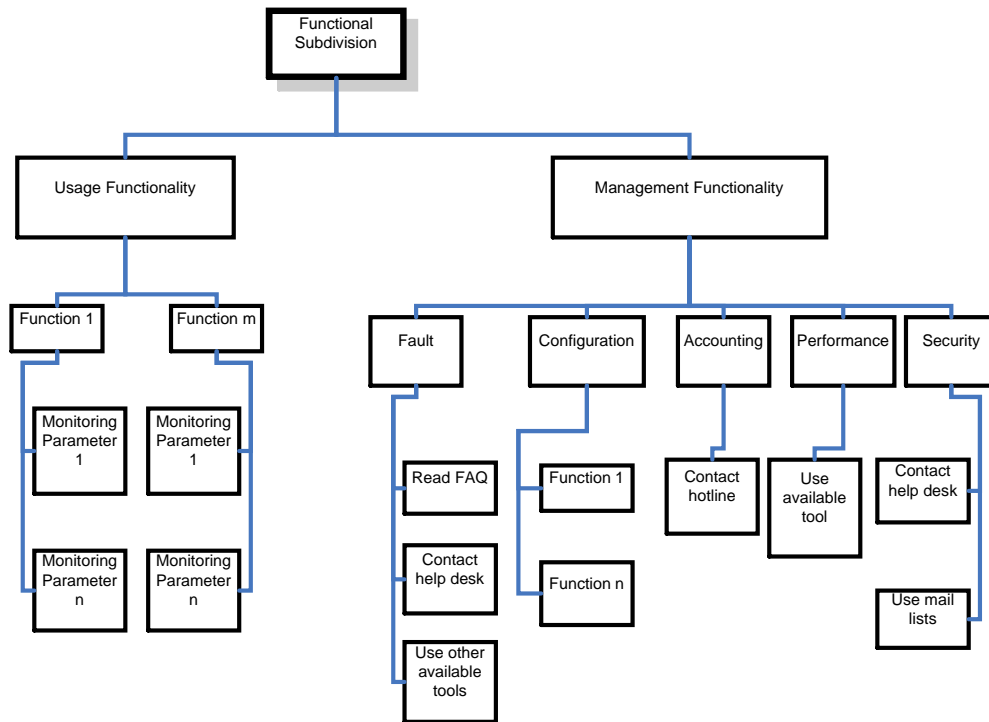 Functional
Subdivision
Usage Functionality
Management Functionality
Function 1
Function m
Fault
Configuration
Accounting
Performance
Security
Monitoring
Parameter
1
Monitoring
Parameter
1
Monitoring
Parameter
n
Monitoring
Parameter
n
Read FAQ
Contact
help desk
Use other
available
tools
Function 1
Function n
Contact
hotline
Use
available
tool
Contact
help desk
Use mail
lists